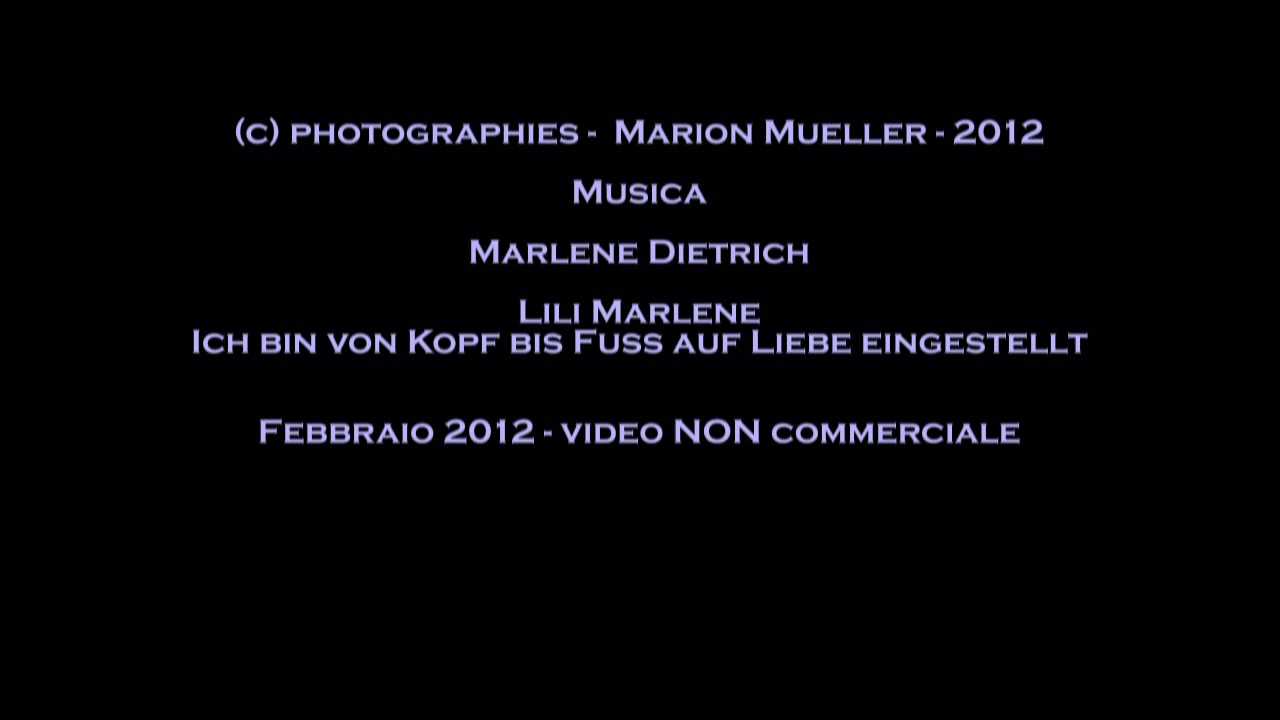 (c) photographies - Marion Mueller - 2012
Musica
Marlene Dietrich
Lili Marlene
Ich bin von Kopf bis Fuss auf Liebe eingestellt
Febbraio 2012 - video NON commerciale